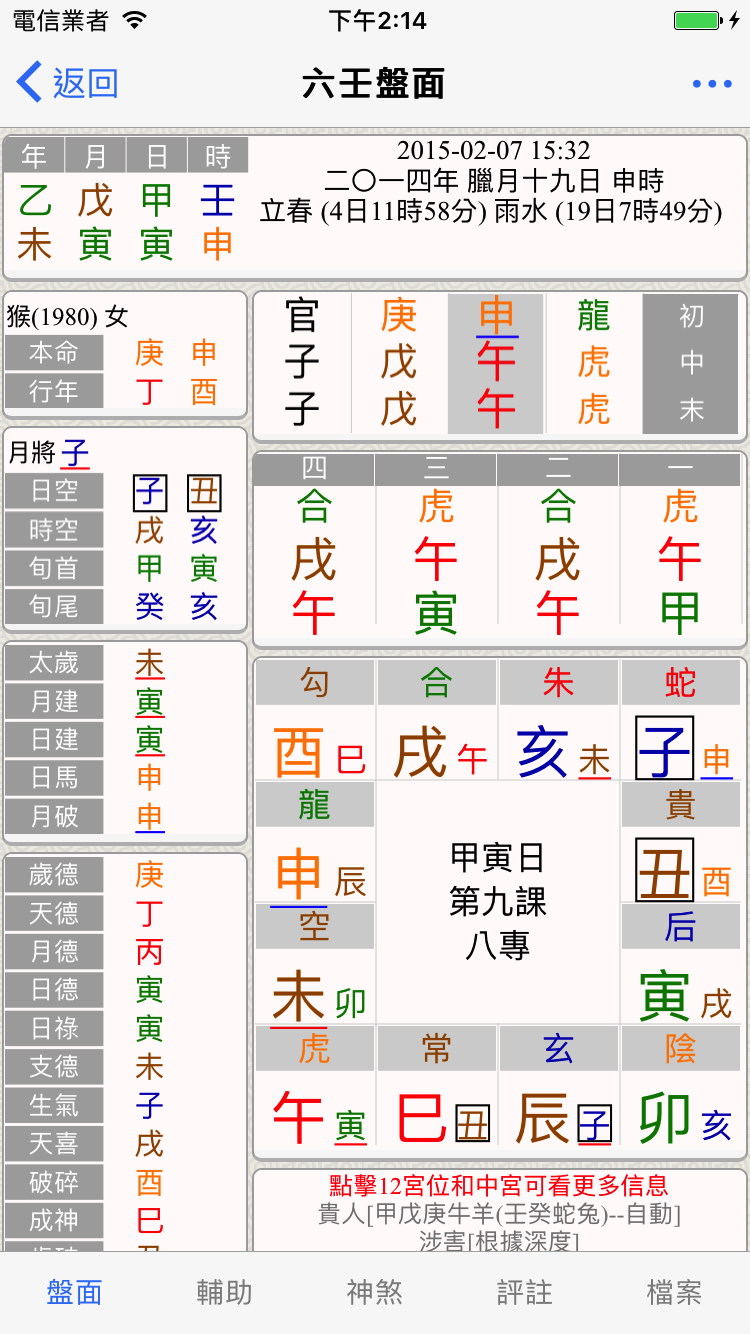 電信業者 下午2:14
返回 六壬盤面
年 月 日 時
乙 戊 甲 壬
未 寅 寅 申
2015-02-07 15:32
二〇一四年 臘月十九日 申時
立春 (4日11時58分) 雨水 (19日7時49分)
猴(1980) 女
本命 庚 申
行年 丁 酉
官 庚 申 龍 初
子 戊 午 虎 中
子 戊 午 虎 末
月將 子
日空 子 丑
時空 戌 亥
旬首 甲 寅
旬尾 癸 亥
四 三 二 一
合 虎 合 虎
戌 午 戌 午
午 寅 午 甲
太歲 未
月建 寅
日建 寅
日馬 申
月破 申
勾 合 朱 蛇
酉 巳 戌 午 亥 未 子 申
龍 貴
申 辰 丑 酉
空 后
未 卯 寅 戌
虎 常 玄 陰
午 寅 巳 丑 辰 子 卯 亥
甲寅日
第九課
八專
歲德 庚
天德 丁
月德 丙
日德 寅
日祿 寅
支德 未
生氣 子
天喜 戌
破碎 酉
成神 巳
點擊12宮位和中宮可看更多信息
貴人[甲戊庚牛羊(壬癸蛇兔)--自動]
涉害[根據深度]
盤面 輔助 神煞 評註 檔案